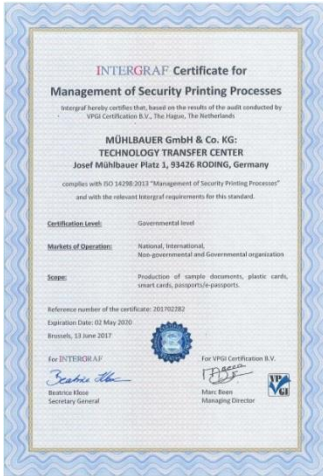 INTERGRAF Certificate for
Management of Security Printing Processes
Intergraf hereby certifies that, based on the results of the audit conducted by
VPGI Certification B.V., The Hague, The Netherlands
MÜHLBAUER GmbH & Co. KG:
TECHNOLOGY TRANSFER CENTER
Josef Mühlbauer Platz 1, 93426 RODING, Germany
complies with ISO 14298:2013 "Management of Security Printing Processes"
and with the relevant Intergraf requirements for this standard.
Certification Level: Governmental level
Markets of Operation: National, International,
Non-governmental and Governmental organisation
Scope: Production of sample documents, plastic cards,
smart cards, passports/e-passports.
Reference number of the certificate: 201702282
Expiration Date: 02 May 2020
Brussels, 13 June 2017
For INTERGRAF For VPGI Certification B.V.
Beatrice Klose Marc Been
Secretary General Managing Director
VP
GI